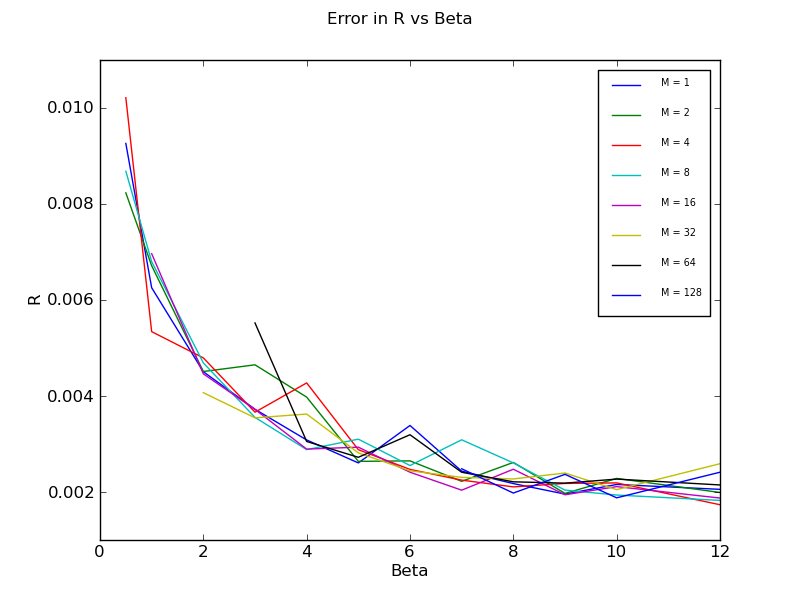 Error in R vs Beta
0.010
0.008
0.006
0.004
0.002
R
0
2
4
6
8
10
12
Beta
M = 1
M = 2
M = 4
M = 8
M = 16
M = 32
M = 64
M = 128